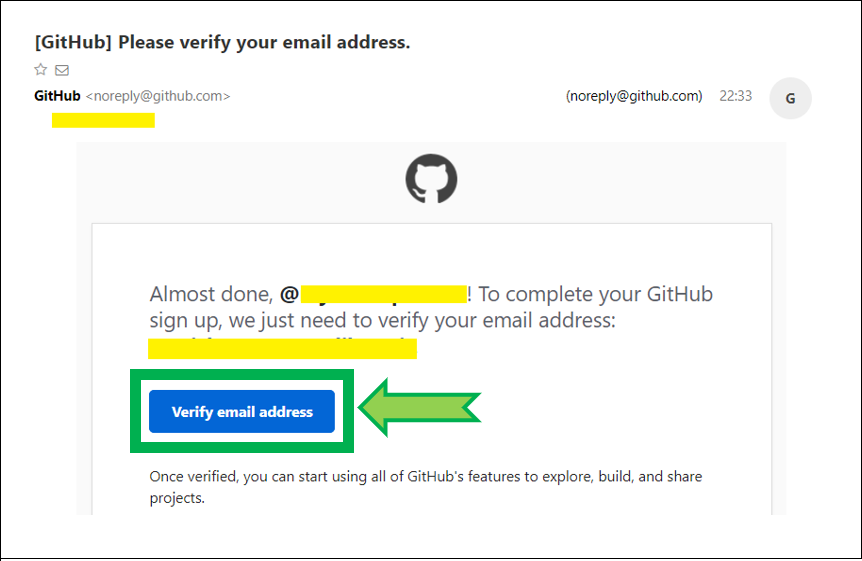 [GitHub] Please verify your email address.
GitHub <noreply@github.com> (noreply@github.com) 22:33 G
Almost done, @! To complete your GitHub
sign up, we just need to verify your email address:
Verify email address
Once verified, you can start using all of GitHub's features to explore, build, and share
projects.